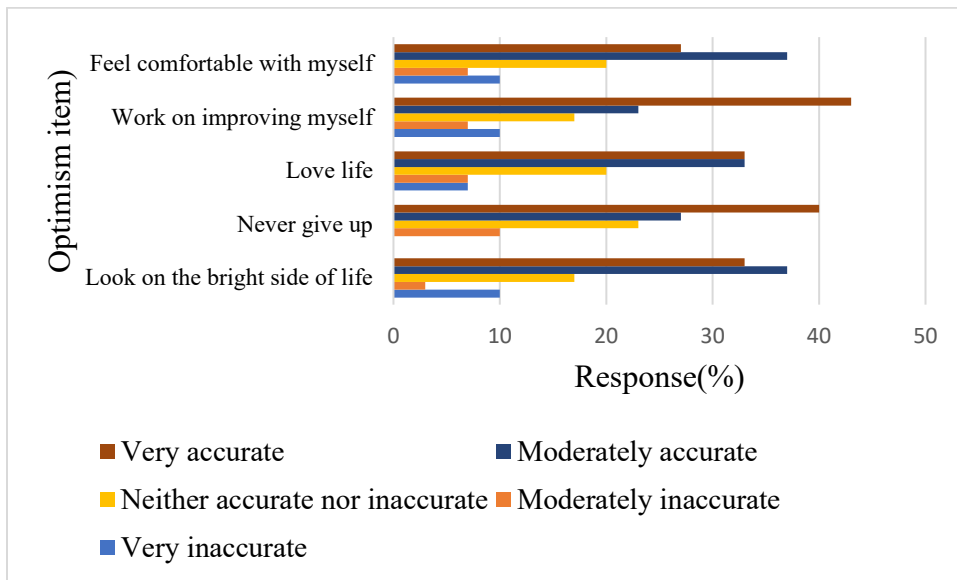 Optimism item)
Feel comfortable with myself
Work on improving myself
Love life
Never give up
Look on the bright side of life
0 10 20 30 40 50
Response(%)
Very accurate
Moderately accurate
Neither accurate nor inaccurate
Moderately inaccurate
Very inaccurate